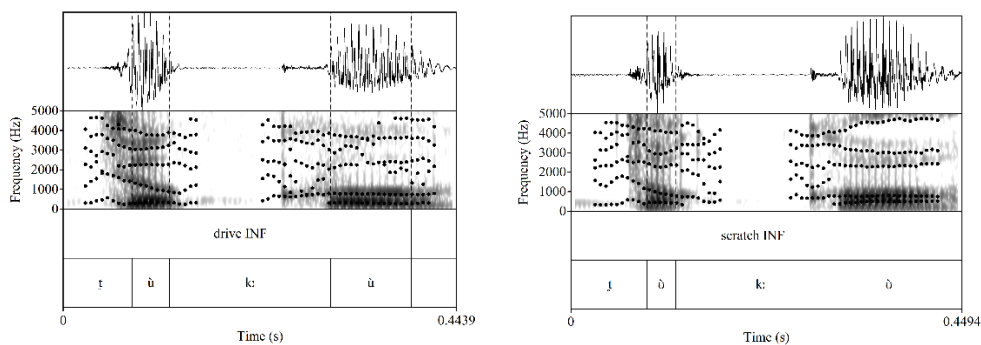 5000
4000
3000
2000
1000
0
Frequency (Hz)
drive INF
t̪ ù kː ù
0 0.4439
Time (s)
5000
4000
3000
2000
1000
0
Frequency (Hz)
scratch INF
t̪ ʊ̀ kː ʊ̀
0 0.4494
Time (s)